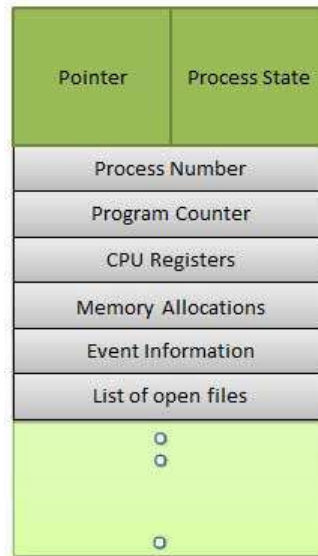 Pointer
Process State
Process Number
Program Counter
CPU Registers
Memory Allocations
Event Information
List of open files